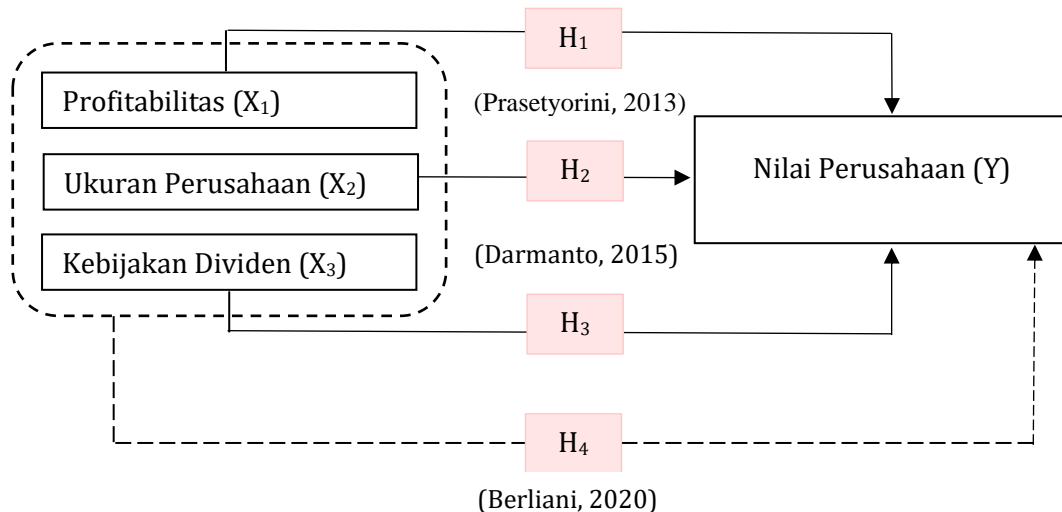 H₁
Profitabilitas (X₁)
(Prasetyorini, 2013)
Ukuran Perusahaan (X₂)
H₂
Nilai Perusahaan (Y)
(Darmanto, 2015)
Kebijakan Dividen (X₃)
H₃
H₄
(Berliani, 2020)